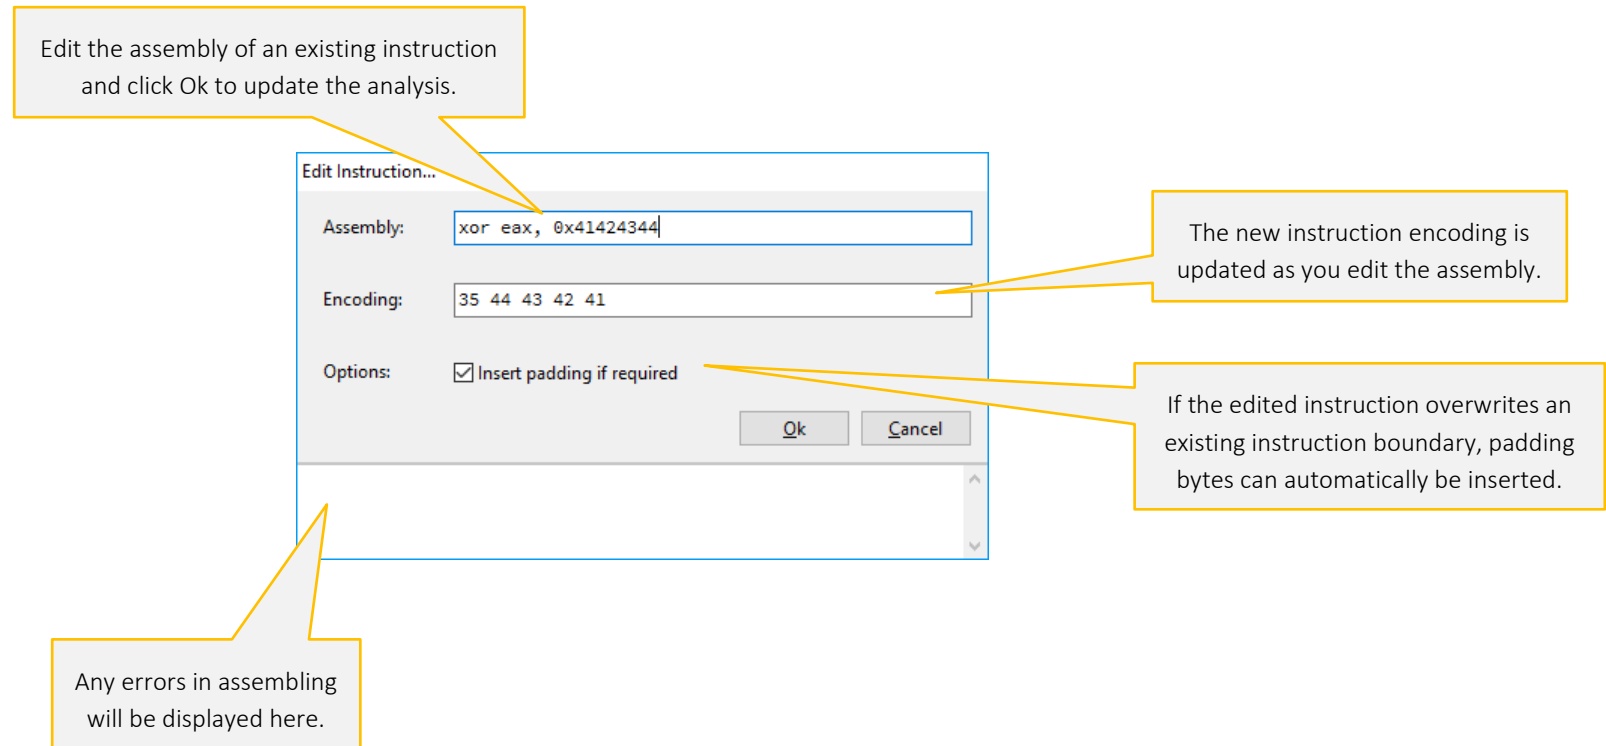 Edit the assembly of an existing instruction
and click Ok to update the analysis.
Edit Instruction...
Assembly:
xor eax, 0x41424344
The new instruction encoding is
updated as you edit the assembly.
Encoding:
35 44 43 42 41
Options:
Insert padding if required
Ok
Cancel
If the edited instruction overwrites an
existing instruction boundary, padding
bytes can automatically be inserted.
Any errors in assembling
will be displayed here.